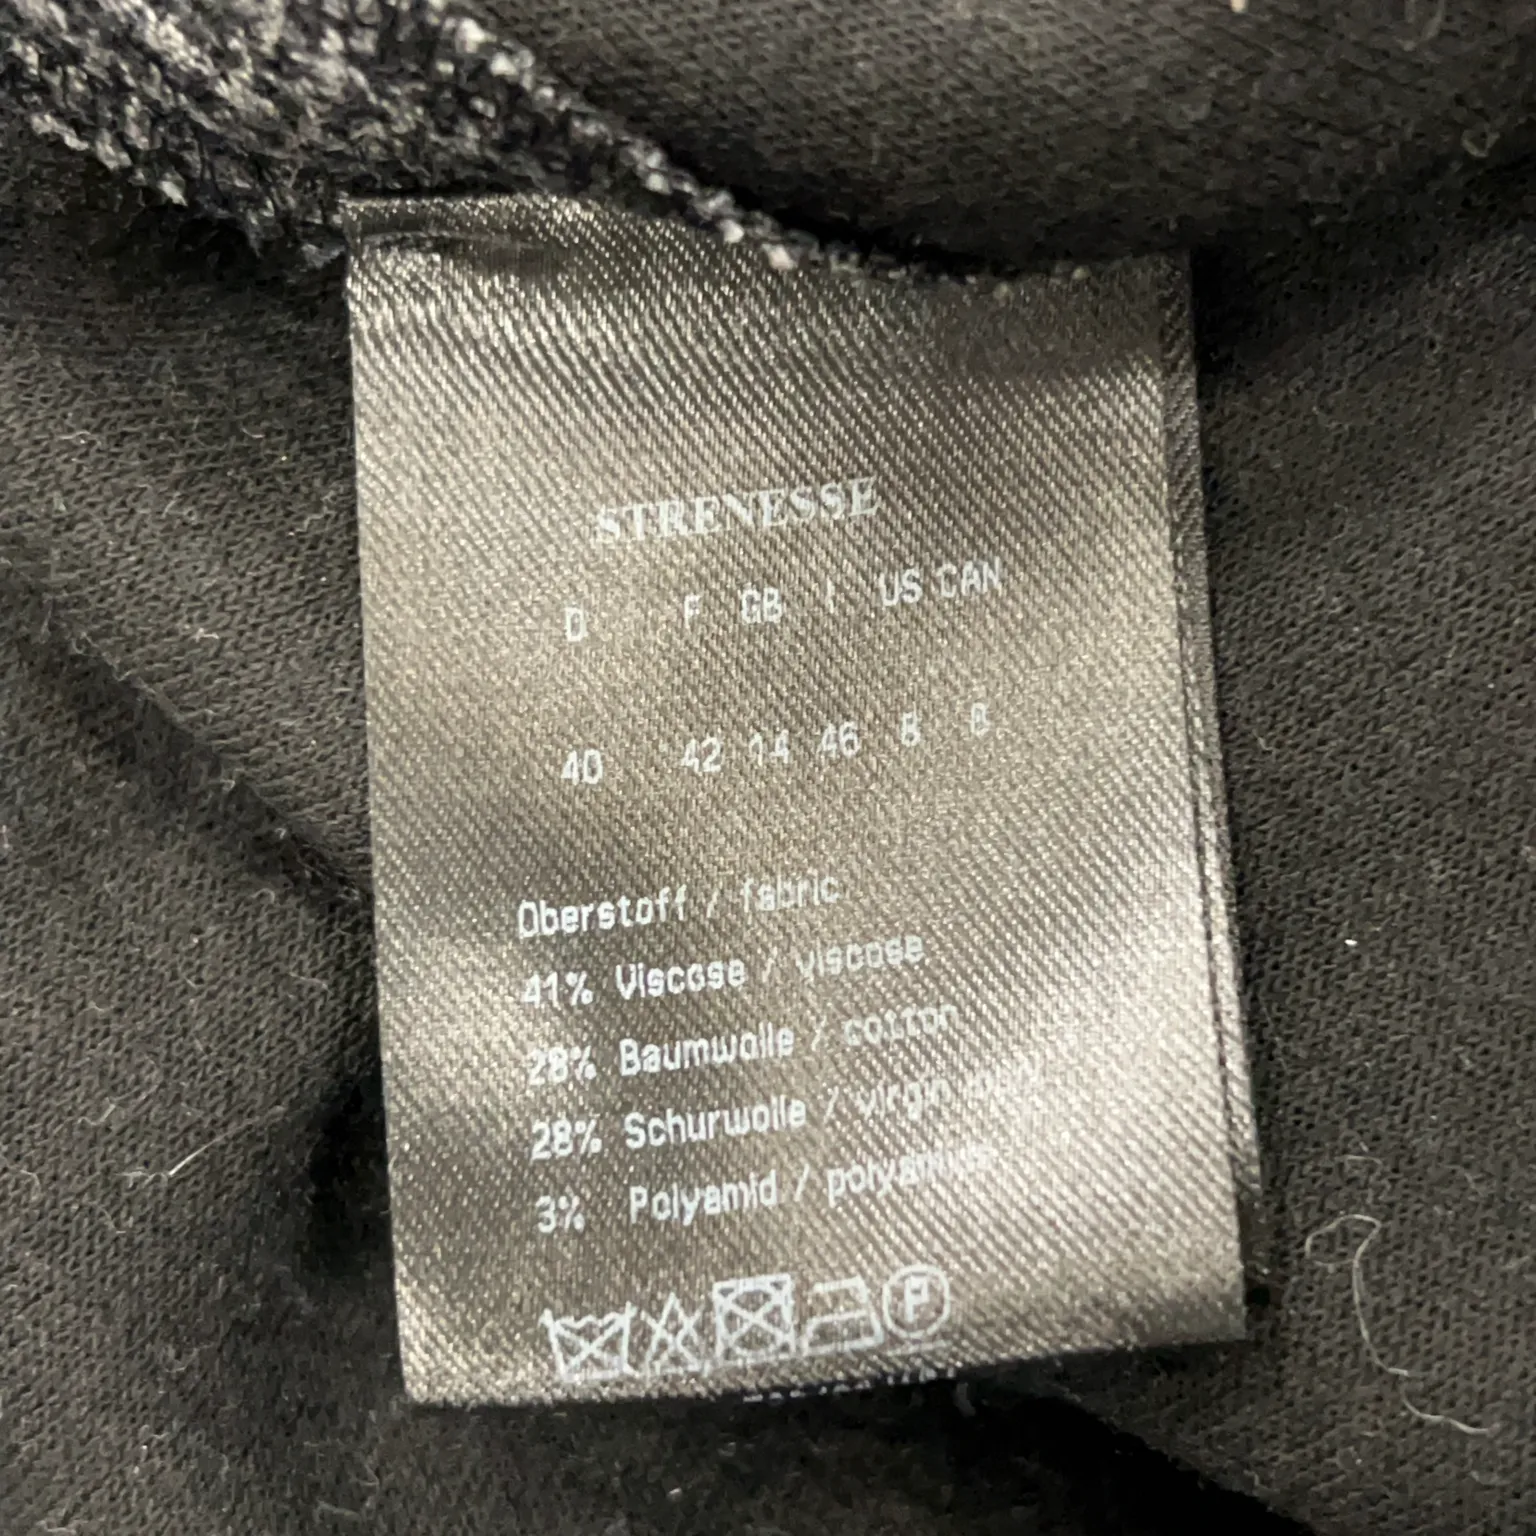 STRENESSE
D F GB I US CAN
40 42 14 46 8 8
Oberstoff / fabric
41% Viscose / viscose
28% Baumwolle / cotton
28% Schurwolle / virgin
3% Polyamid /
P